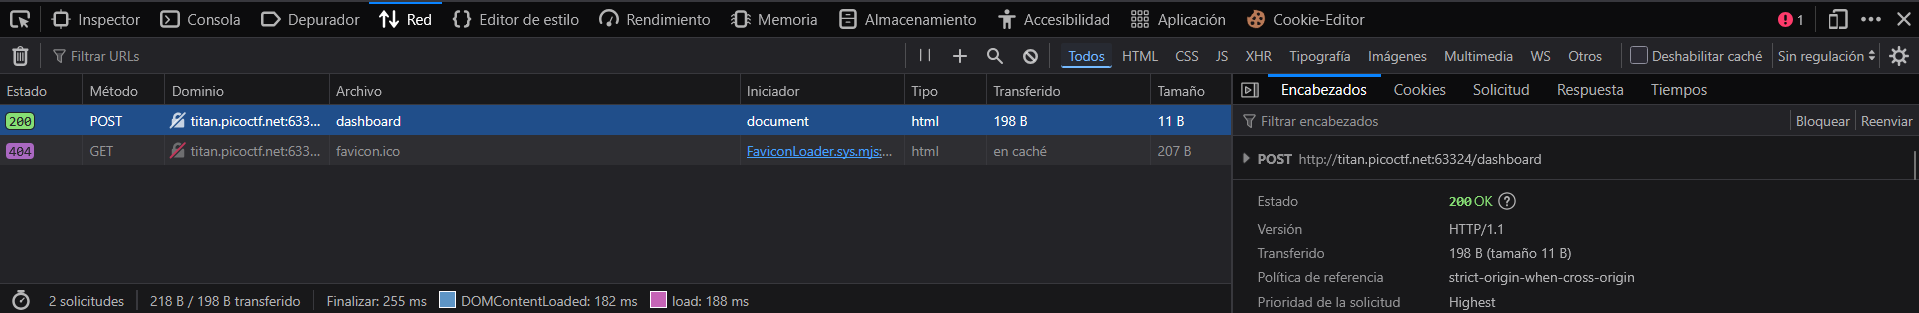 Inspector Consola Depurador Red Editor de estilo Rendimiento Memoria Almacenamiento Accesibilidad Aplicación Cookie-Editor 1
Filtrar URLs Todos HTML CSS JS XHR Tipografía Imágenes Multimedia WS Otros Deshabilitar caché Sin regulación
Estado Método Dominio Archivo Iniciador Tipo Transferido Tamaño
200 POST titan.picoctf.net:633... dashboard document html 198 B 11 B
404 GET titan.picoctf.net:633... favicon.ico FaviconLoader.sys.mjs:... html en caché 207 B
2 solicitudes 218 B / 198 B transferido Finalizar: 255 ms DOMContentLoaded: 182 ms load: 188 ms
Encabezados Cookies Solicitud Respuesta Tiempos
Filtrar encabezados Bloquear Reenviar
POST http://titan.picoctf.net:63324/dashboard
Estado 200 OK ?
Versión HTTP/1.1
Transferido 198 B (tamaño 11 B)
Política de referencia strict-origin-when-cross-origin
Prioridad de la solicitud Highest